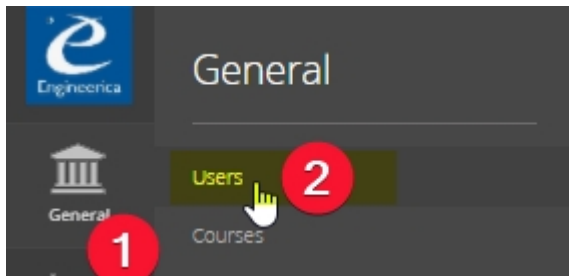 Engineerica
General
General
1
Users
2
Courses